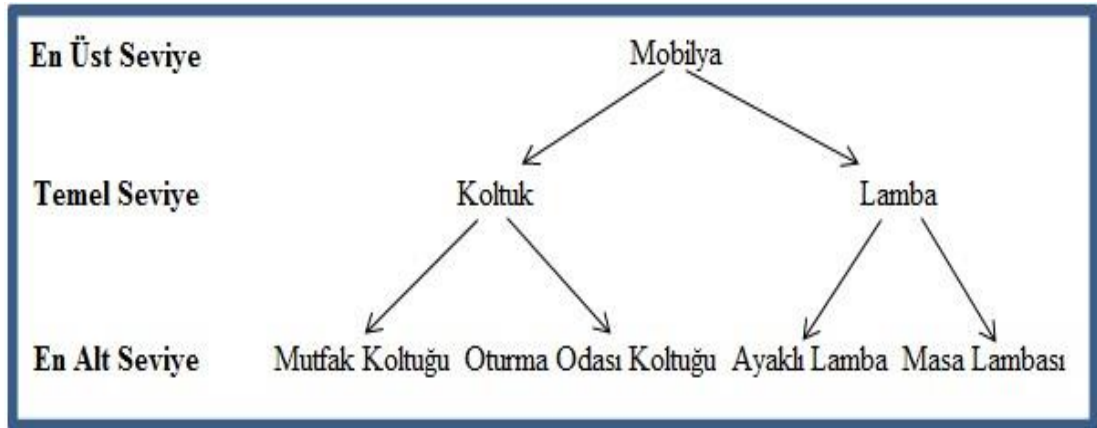 En Üst Seviye Mobilya
Temel Seviye Koltuk Lamba
En Alt Seviye Mutfak Koltuğu Oturma Odası Koltuğu Ayaklı Lamba Masa Lambası